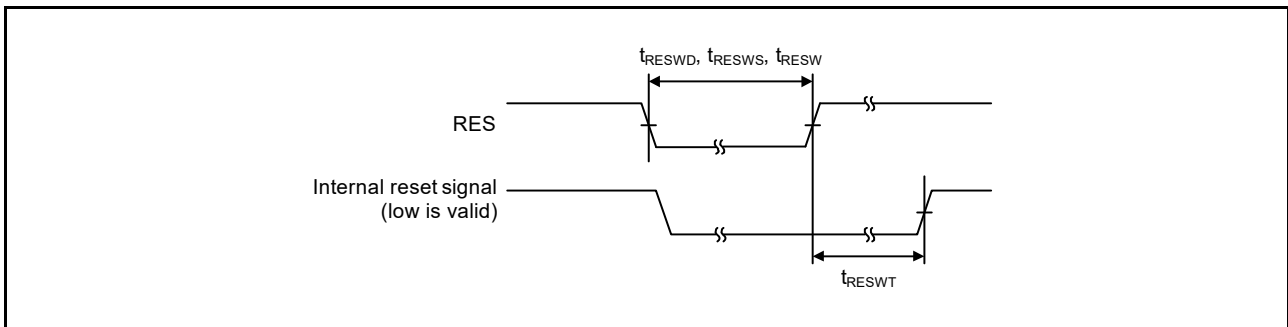 tRESWD, tRESWS, tRESW
RES
Internal reset signal
(low is valid)
tRESWT